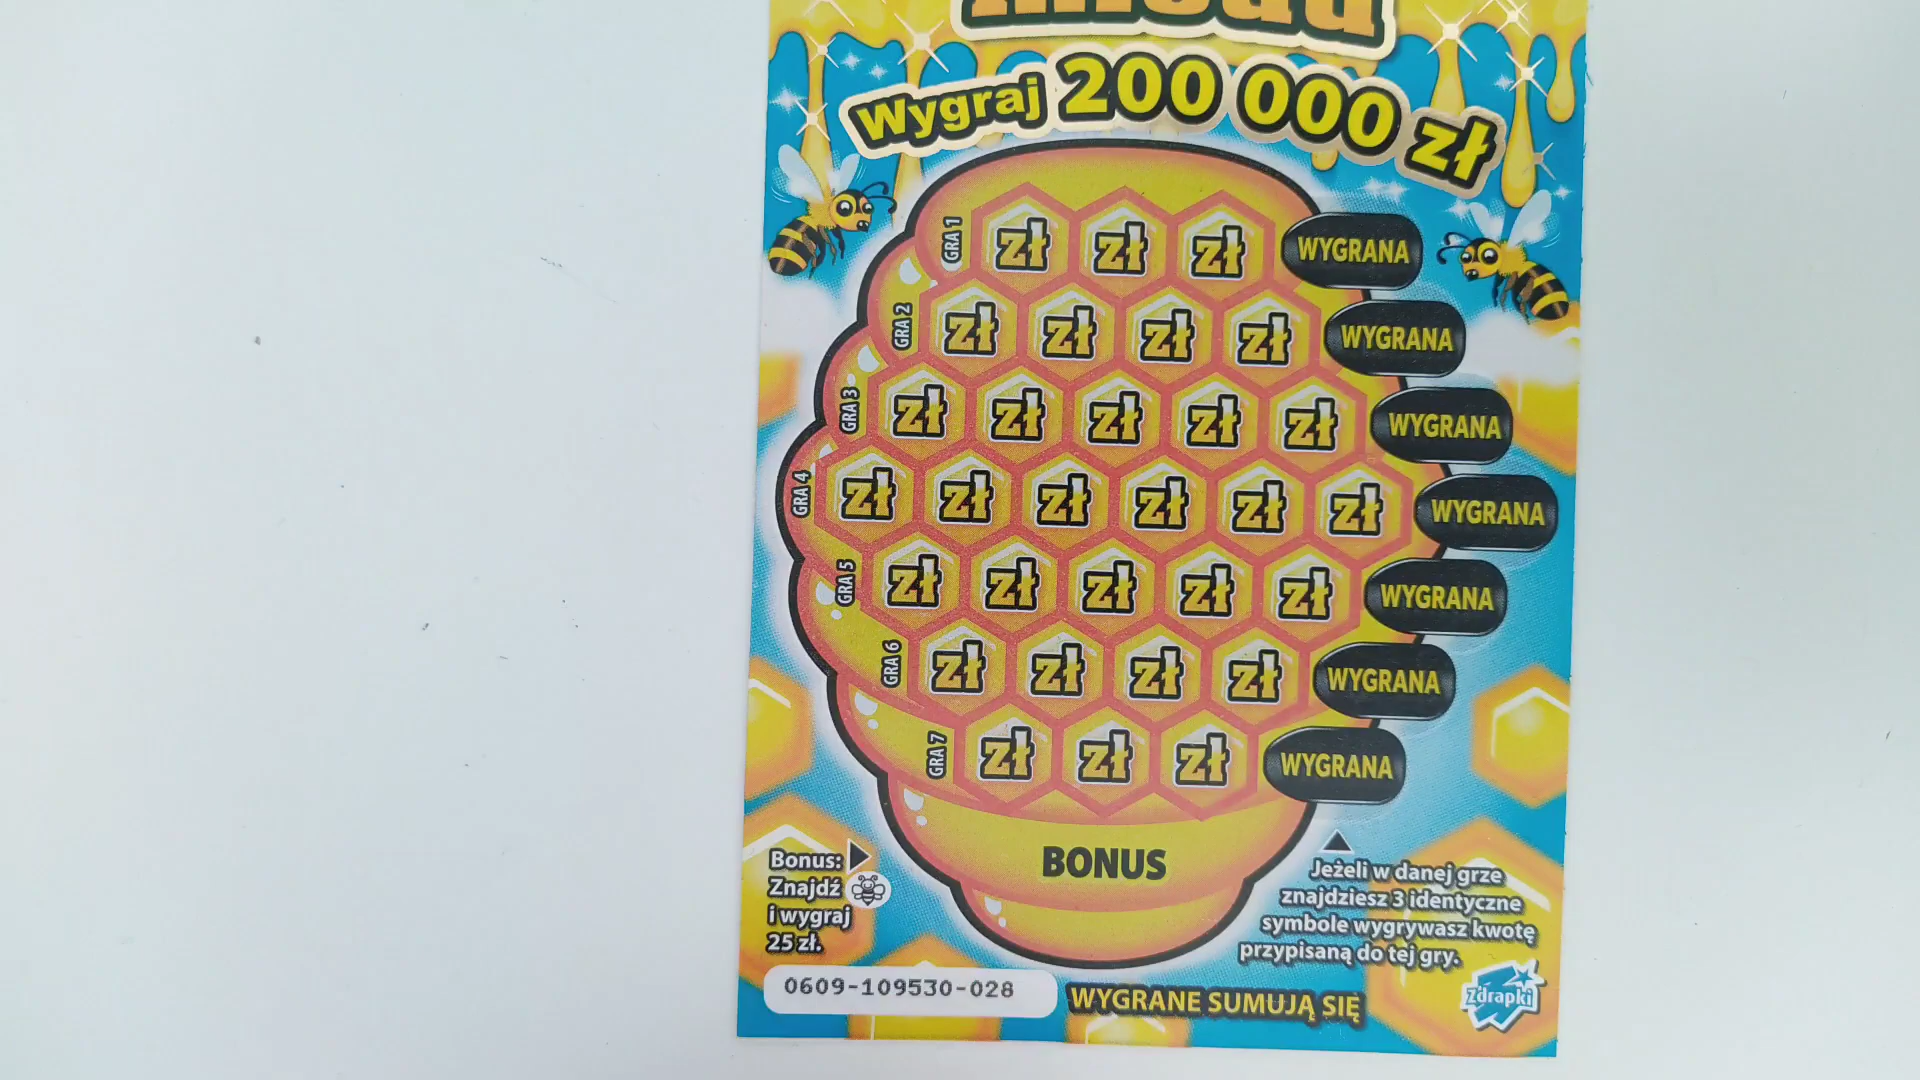 Wygraj 200 000 zł
GRA 1 zł zł zł WYGRANA
GRA 2 zł zł zł zł WYGRANA
GRA 3 zł zł zł zł zł WYGRANA
GRA 4 zł zł zł zł zł zł WYGRANA
GRA 5 zł zł zł zł zł WYGRANA
GRA 6 zł zł zł zł WYGRANA
GRA 7 zł zł zł WYGRANA
BONUS
Bonus:
Znajdź
i wygraj
25 zł.
Jeżeli w danej grze
znajdziesz 3 identyczne
symbole wygrywasz kwotę
przypisaną do tej gry.
0609-109530-028
WYGRANE SUMUJĄ SIĘ
Zdrapki